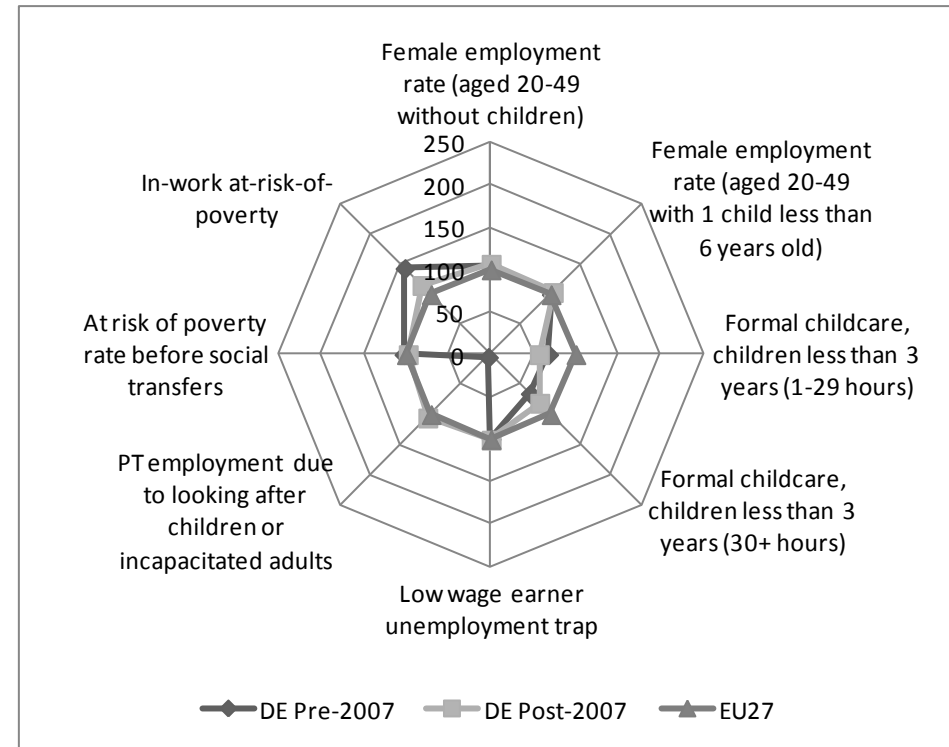 Female employment
rate (aged 20-49
without children)
Female employment
rate (aged 20-49
with 1 child less than
6 years old)
Formal childcare,
children less than 3
years (1-29 hours)
Formal childcare,
children less than 3
years (30+ hours)
Low wage earner
unemployment trap
PT employment due
to looking after
children or
incapacitated adults
At risk of poverty
rate before social
transfers
In-work at-risk-of-
poverty
250
200
150
100
50
0
DE Pre-2007 DE Post-2007 EU27